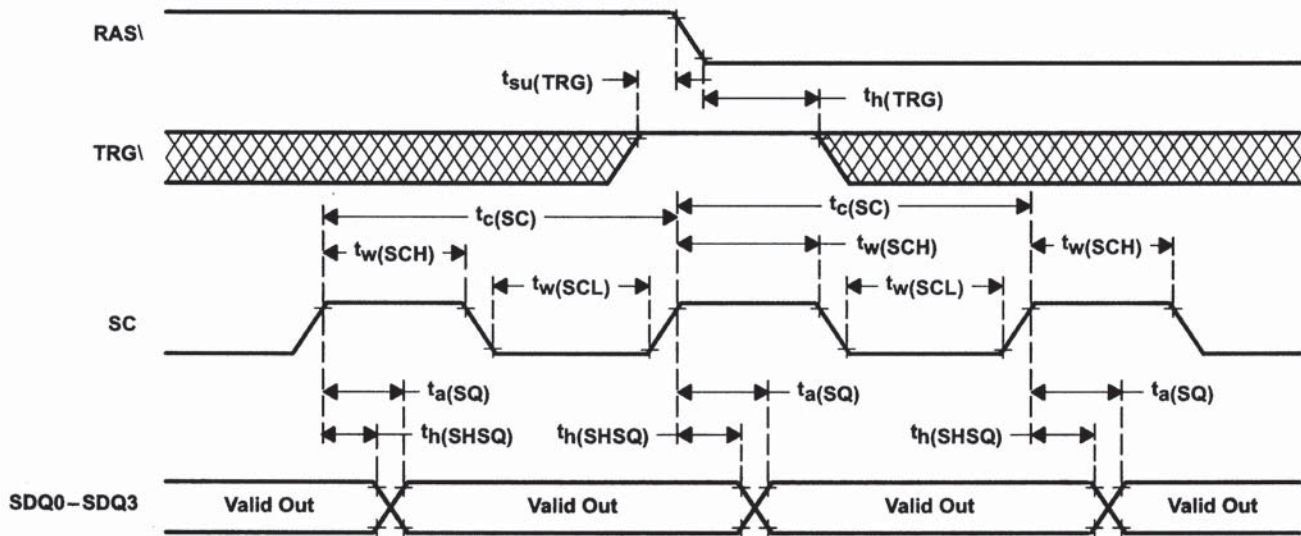 RAS\
tsu(TRG)
th(TRG)
TRG\
tc(SC)
tc(SC)
tw(SCH)
tw(SCH)
tw(SCH)
tw(SCL)
tw(SCL)
SC
ta(SQ)
ta(SQ)
ta(SQ)
th(SHSQ)
th(SHSQ)
th(SHSQ)
SDQ0–SDQ3
Valid Out
Valid Out
Valid Out
Valid Out